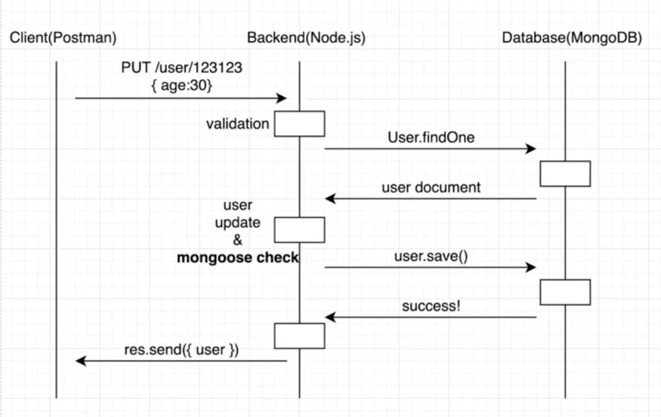 Client(Postman)
Backend(Node.js)
Database(MongoDB)
PUT /user/123123
{ age:30}
validation
User.findOne
user document
user
update
&
mongoose check
user.save()
success!
res.send({ user })